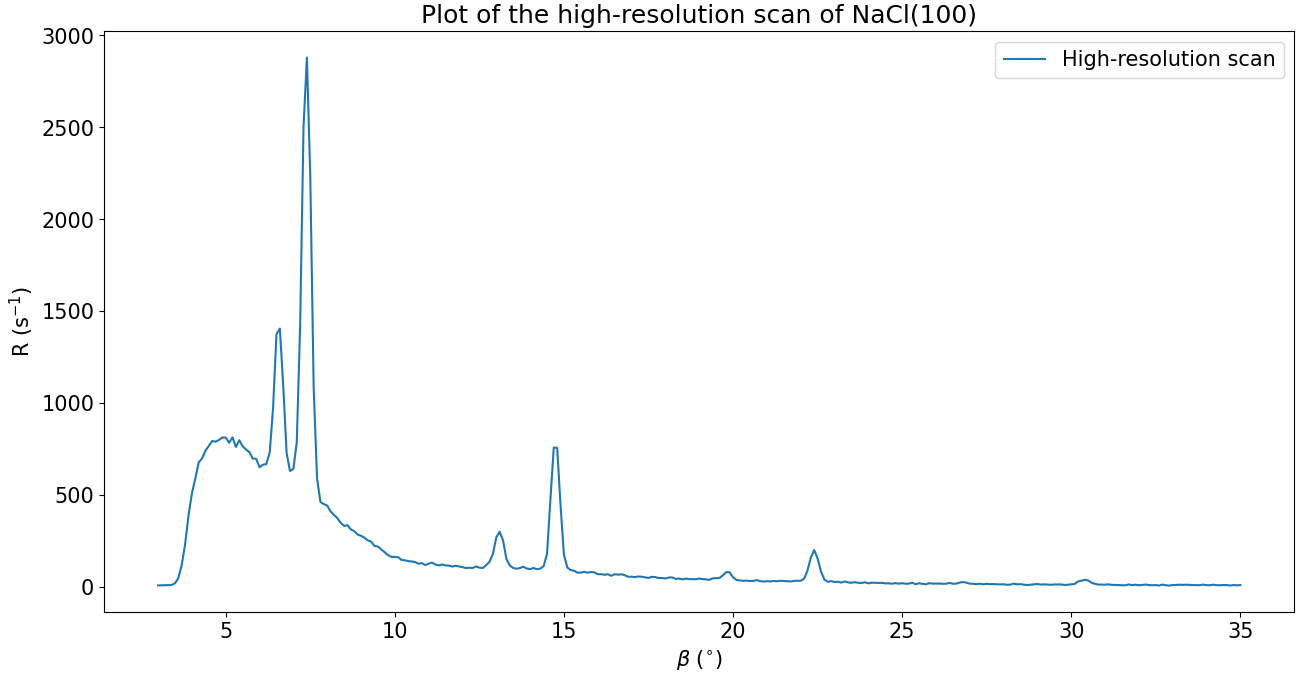 Plot of the high-resolution scan of NaCl(100)
High-resolution scan
R (s⁻¹)
3000
2500
2000
1500
1000
500
0
5 10 15 20 25 30 35
β (°)